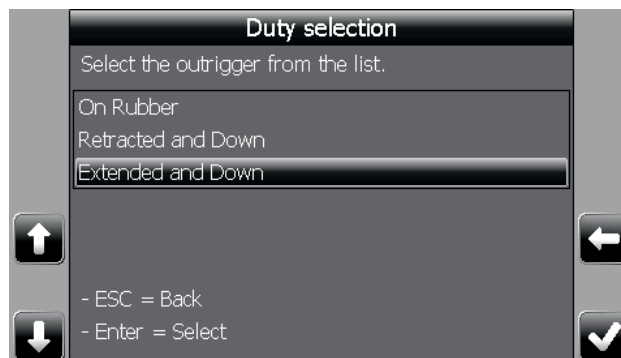 Duty selection
Select the outrigger from the list.
On Rubber
Retracted and Down
Extended and Down
- ESC = Back
- Enter = Select